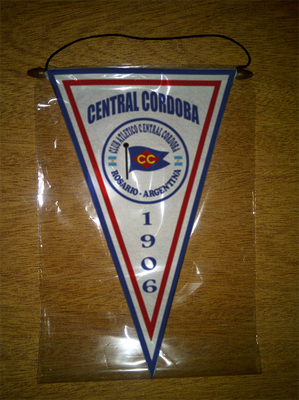 CENTRAL CORDOBA
CLUB ATLETICO CENTRAL CORDOBA
CC
ROSARIO - ARGENTINA
1906